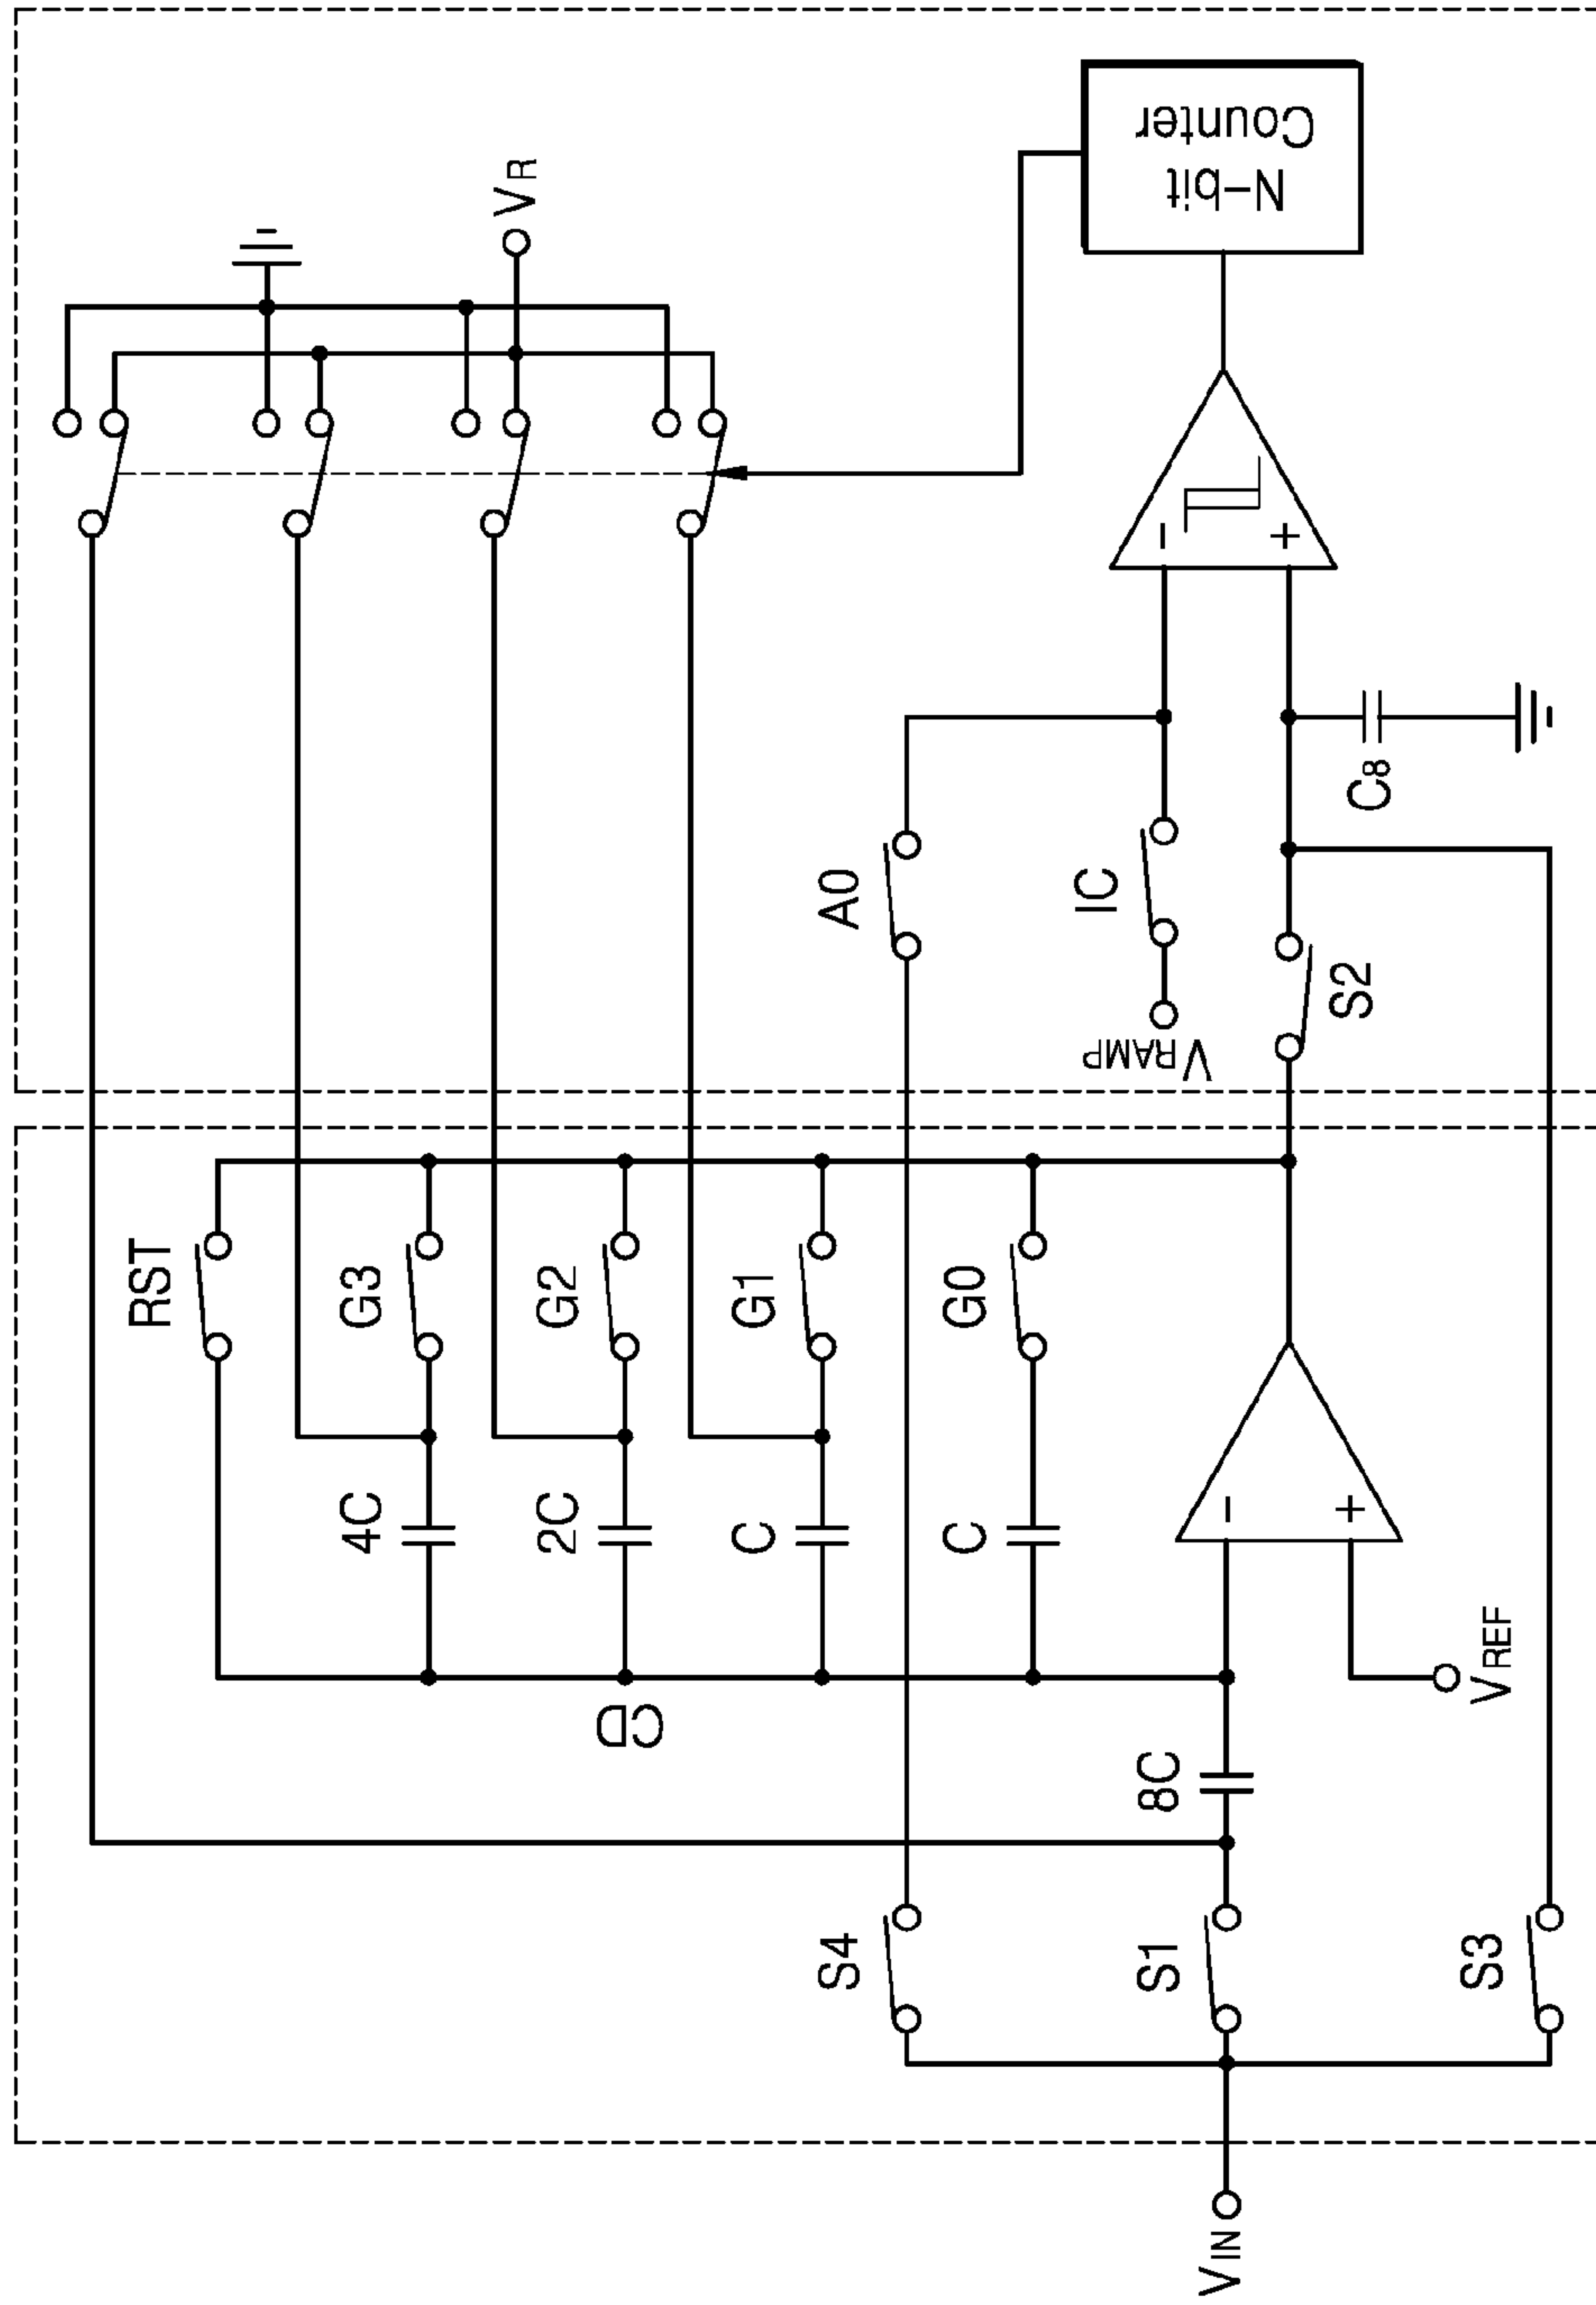 VIN
S4
S1
S3
8C
CD
VREF
−
+
4C
2C
C
C
RST
G3
G2
G1
G0
VRAMP
A0
IC
S2
C8
−
+
VR
N-bit
Counter